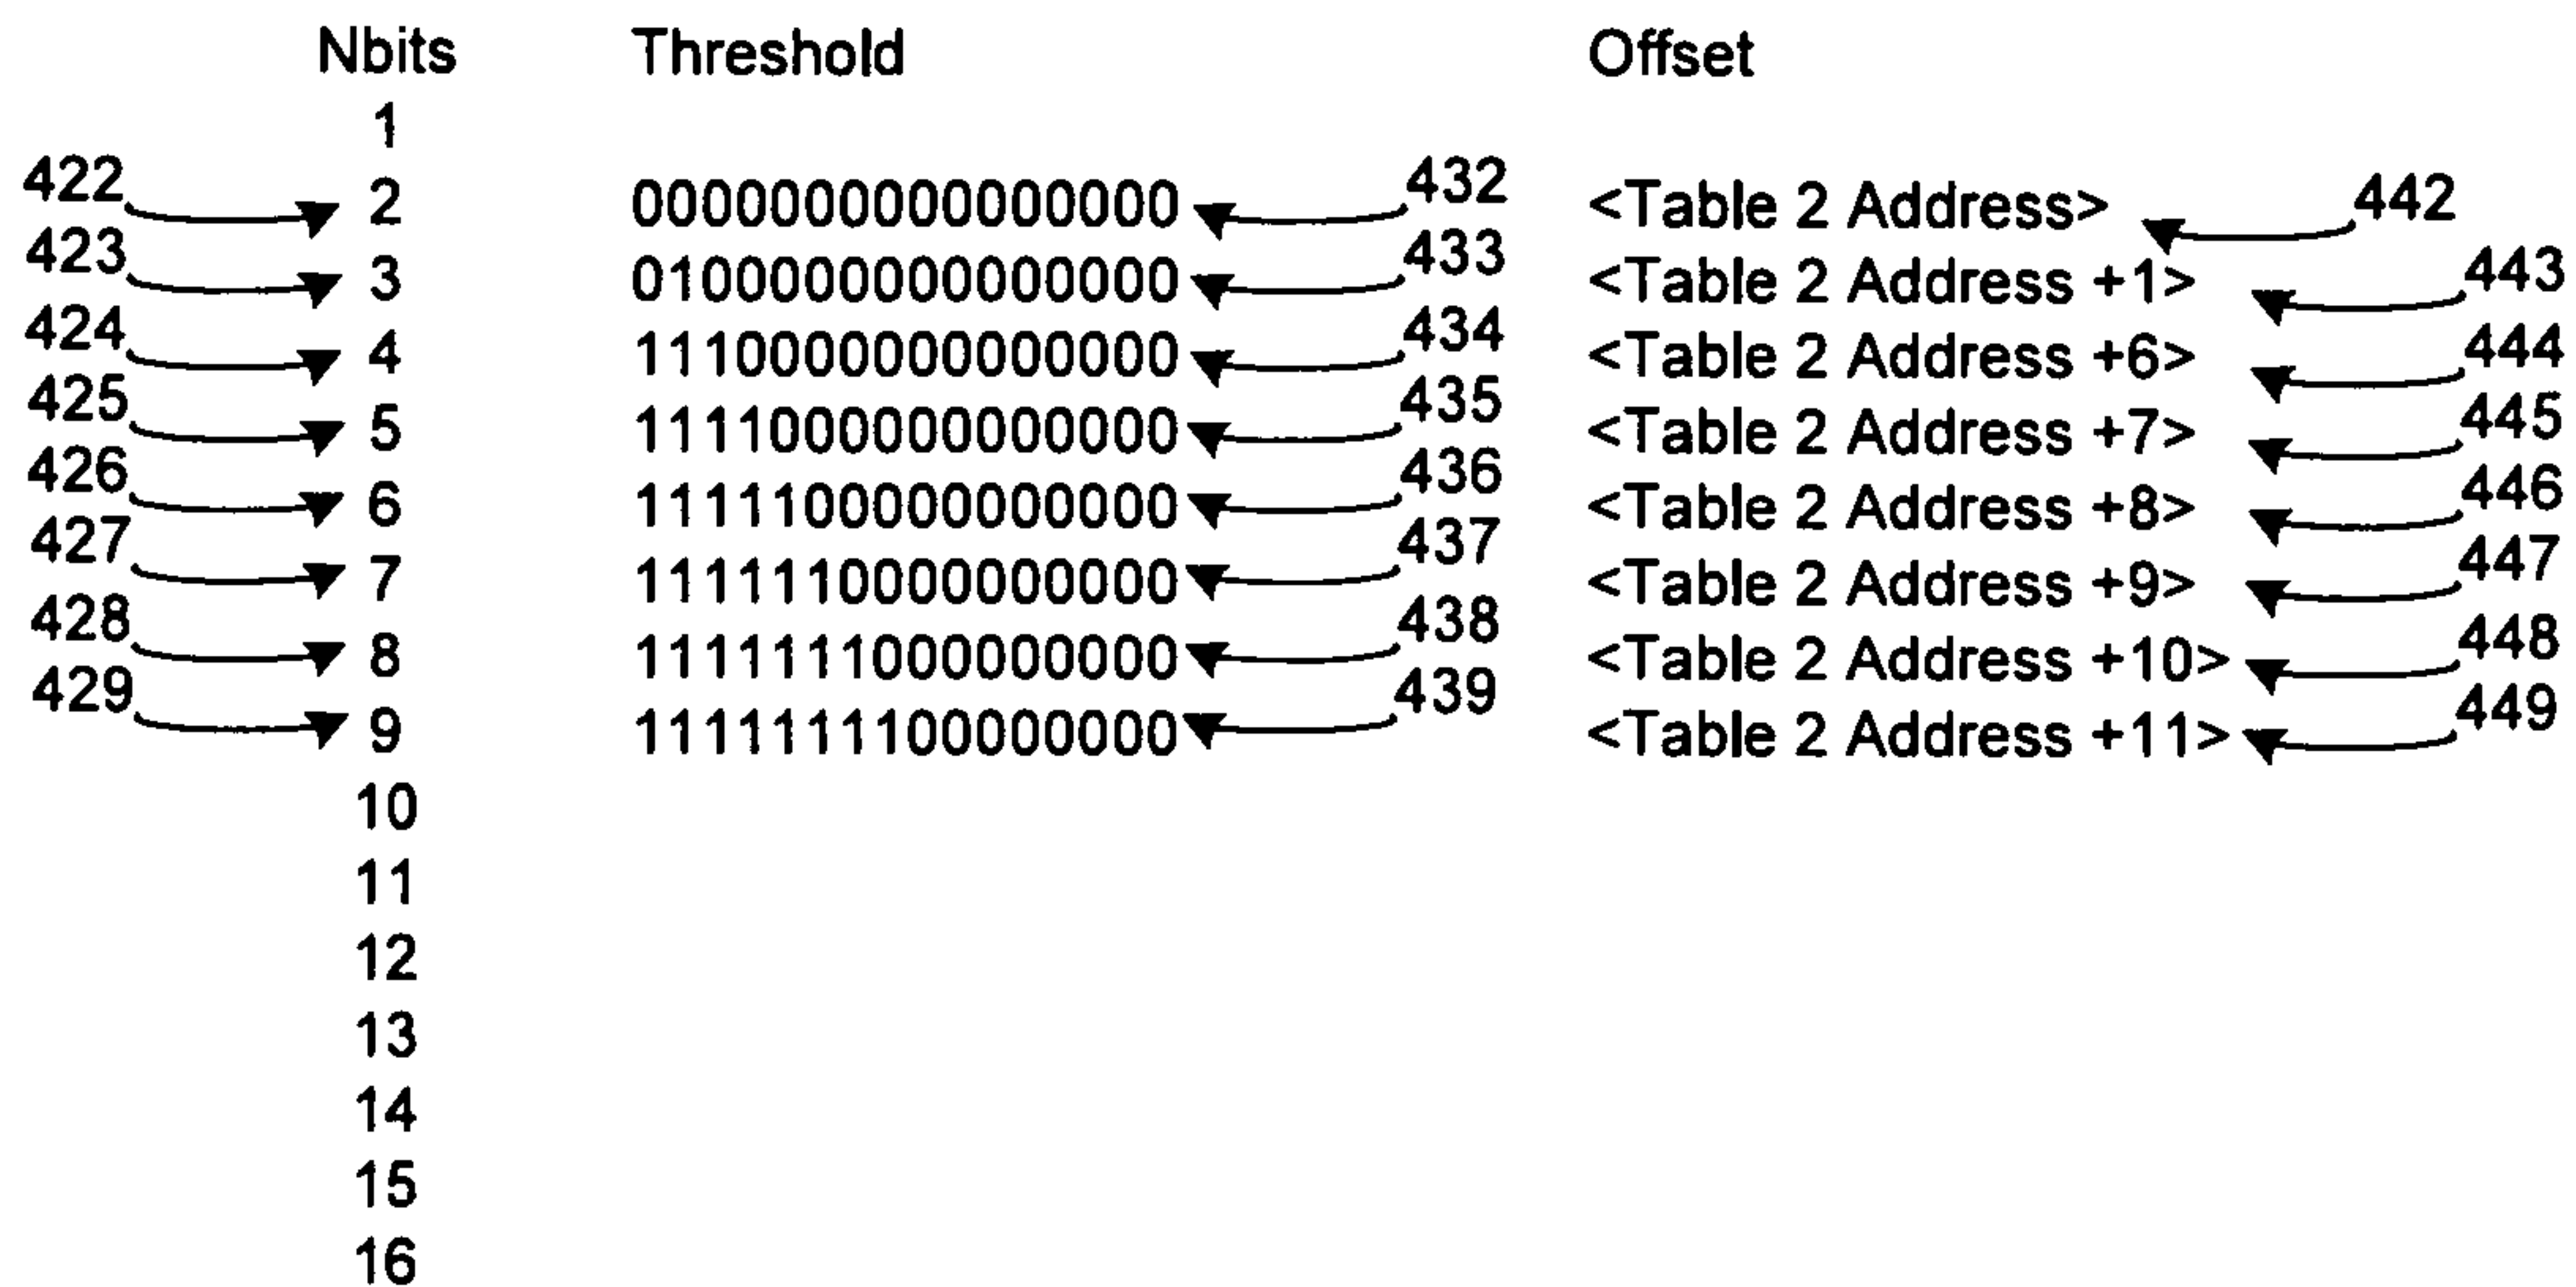 Nbits Threshold Offset
1
422 2 0000000000000000 432 <Table 2 Address> 442
423 3 0100000000000000 433 <Table 2 Address +1> 443
424 4 1110000000000000 434 <Table 2 Address +6> 444
425 5 1111000000000000 435 <Table 2 Address +7> 445
426 6 1111100000000000 436 <Table 2 Address +8> 446
427 7 1111110000000000 437 <Table 2 Address +9> 447
428 8 1111111000000000 438 <Table 2 Address +10> 448
429 9 1111111100000000 439 <Table 2 Address +11> 449
10
11
12
13
14
15
16